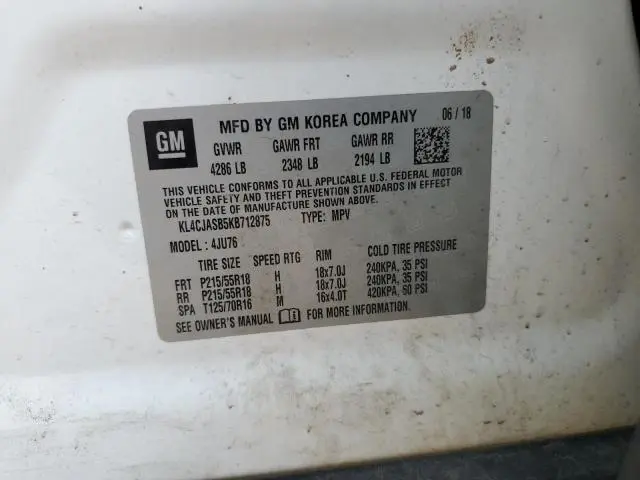 GM
MFD BY GM KOREA COMPANY 06 / 18
GVWR GAWR FRT GAWR RR
4286 LB 2348 LB 2194 LB
THIS VEHICLE CONFORMS TO ALL APPLICABLE U.S. FEDERAL MOTOR
VEHICLE SAFETY AND THEFT PREVENTION STANDARDS IN EFFECT
ON THE DATE OF MANUFACTURE SHOWN ABOVE.
KL4CJASB5KB712875 TYPE: MPV
MODEL : 4JU76
TIRE SIZE SPEED RTG RIM COLD TIRE PRESSURE
FRT P215/55R18 H 18x7.0J 240KPA, 35 PSI
RR P215/55R18 H 18x7.0J 240KPA, 35 PSI
SPA T125/70R16 M 16x4.0T 420KPA, 60 PSI
SEE OWNER'S MANUAL FOR MORE INFORMATION.